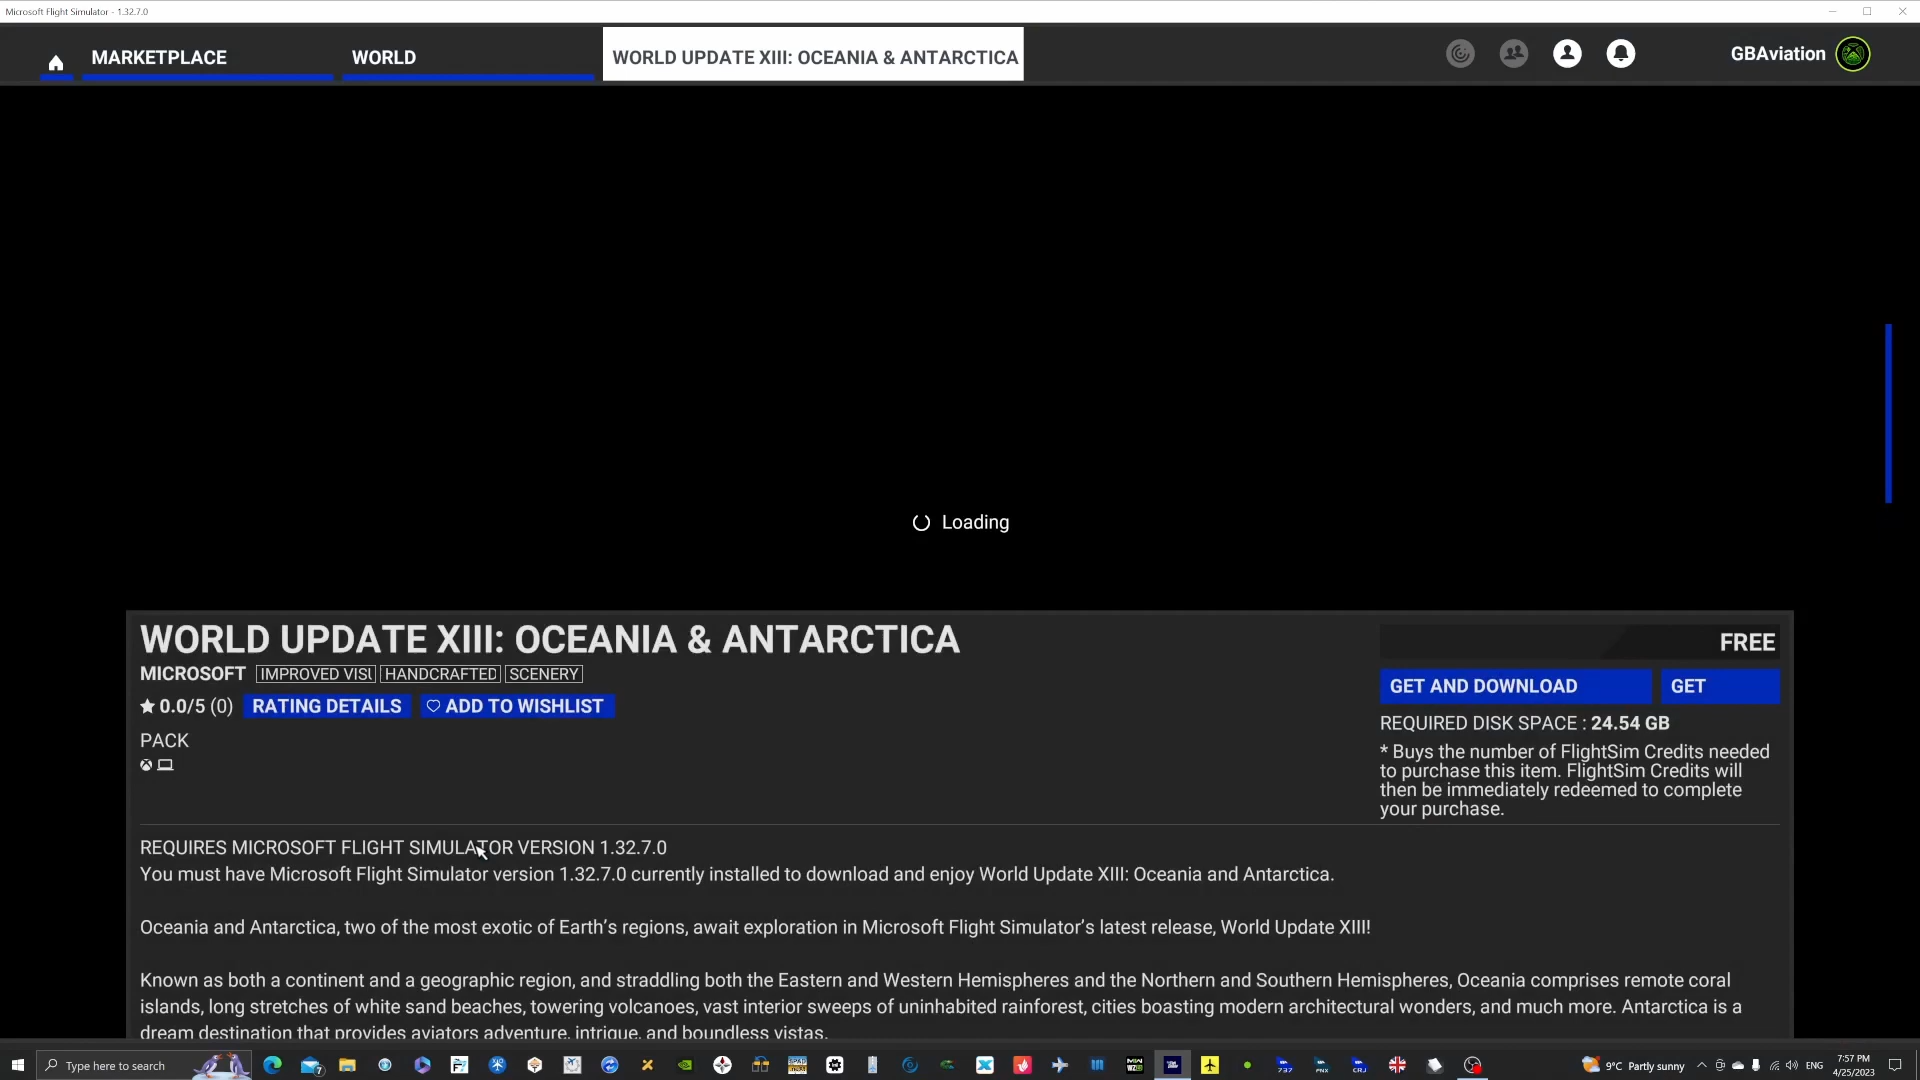 Microsoft Flight Simulator - 1.32.7.0
MARKETPLACE
WORLD
WORLD UPDATE XIII: OCEANIA & ANTARCTICA
GBAviation
Loading
WORLD UPDATE XIII: OCEANIA & ANTARCTICA
MICROSOFT IMPROVED VISU HANDCRAFTED SCENERY
0.0/5 (0) RATING DETAILS ADD TO WISHLIST
PACK
FREE
GET AND DOWNLOAD GET
REQUIRED DISK SPACE : 24.54 GB
* Buys the number of FlightSim Credits needed
to purchase this item. FlightSim Credits will
then be immediately redeemed to complete
your purchase.
REQUIRES MICROSOFT FLIGHT SIMULATOR VERSION 1.32.7.0
You must have Microsoft Flight Simulator version 1.32.7.0 currently installed to download and enjoy World Update XIII: Oceania and Antarctica.
Oceania and Antarctica, two of the most exotic of Earth’s regions, await exploration in Microsoft Flight Simulator’s latest release, World Update XIII!
Known as both a continent and a geographic region, and straddling both the Eastern and Western Hemispheres and the Northern and Southern Hemispheres, Oceania comprises remote coral
islands, long stretches of white sand beaches, towering volcanoes, vast interior sweeps of uninhabited rainforest, cities boasting modern architectural wonders, and much more. Antarctica is a
dream destination that provides aviators adventure, intrigue, and boundless vistas.
Type here to search
7
737
PNX
CRJ
9°C Partly sunny
ENG
7:57 PM
4/25/2023